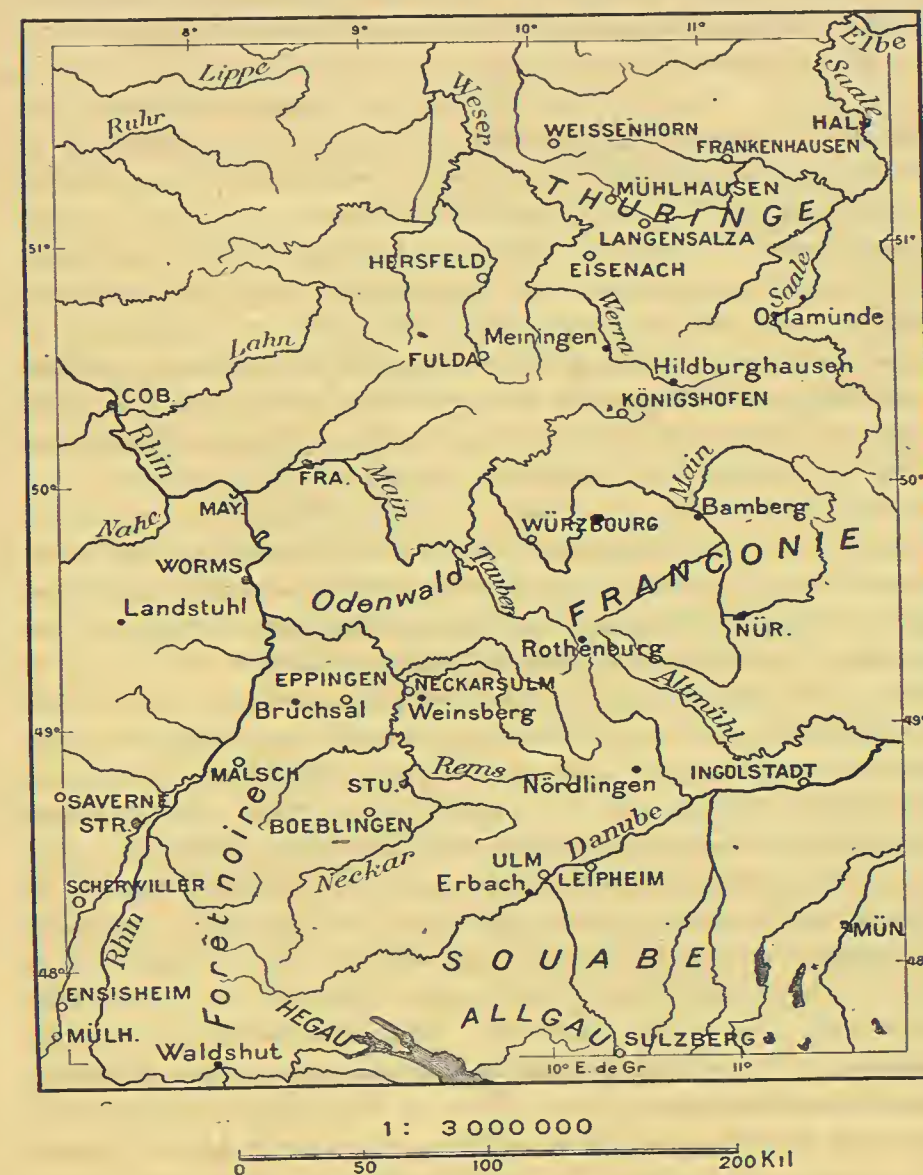 8° 9° 10° 11°
Elbe
Lippe
Saale
Weser
Ruhr
HAL.
WEISSENHORN
FRANKENHAUSEN
THURINGE
MÜHLHAUSEN
LANGENSALZA
51° 51°
HERSFELD
EISENACH
Saale
Orlamünde
Werra
Meiningen
Lahn
FULDA
Hildburghausen
COB.
KÖNIGSHOFEN
Rhin
FRA.
Main
Main
50° 50°
MAY.
Nahe
Bamberg
WÜRZBOURG
WORMS
Odenwald
Tauber
FRANCONIE
Landstuhl
NÜR.
Rothenburg
EPPINGEN
NECKARSULM
Altmühl
Bruchsal
Weinsberg
49° 49°
MALSCH
Rems
INGOLSTADT
STU.
Nördlingen
SAVERNE
STR.
BOEBLINGEN
Danube
Neckar
ULM
SCHERWILLER
Erbach
LEIPHEIM
Forêt noire
Rhin
MÜN
SOUABE
48° 48
ENSISHEIM
HEGAU
ALLGAU
MÜLH.
SULZBERG
Waldshut
10° E. de Gr 11°
1 : 3 000 000
0 50 100 200 Kil